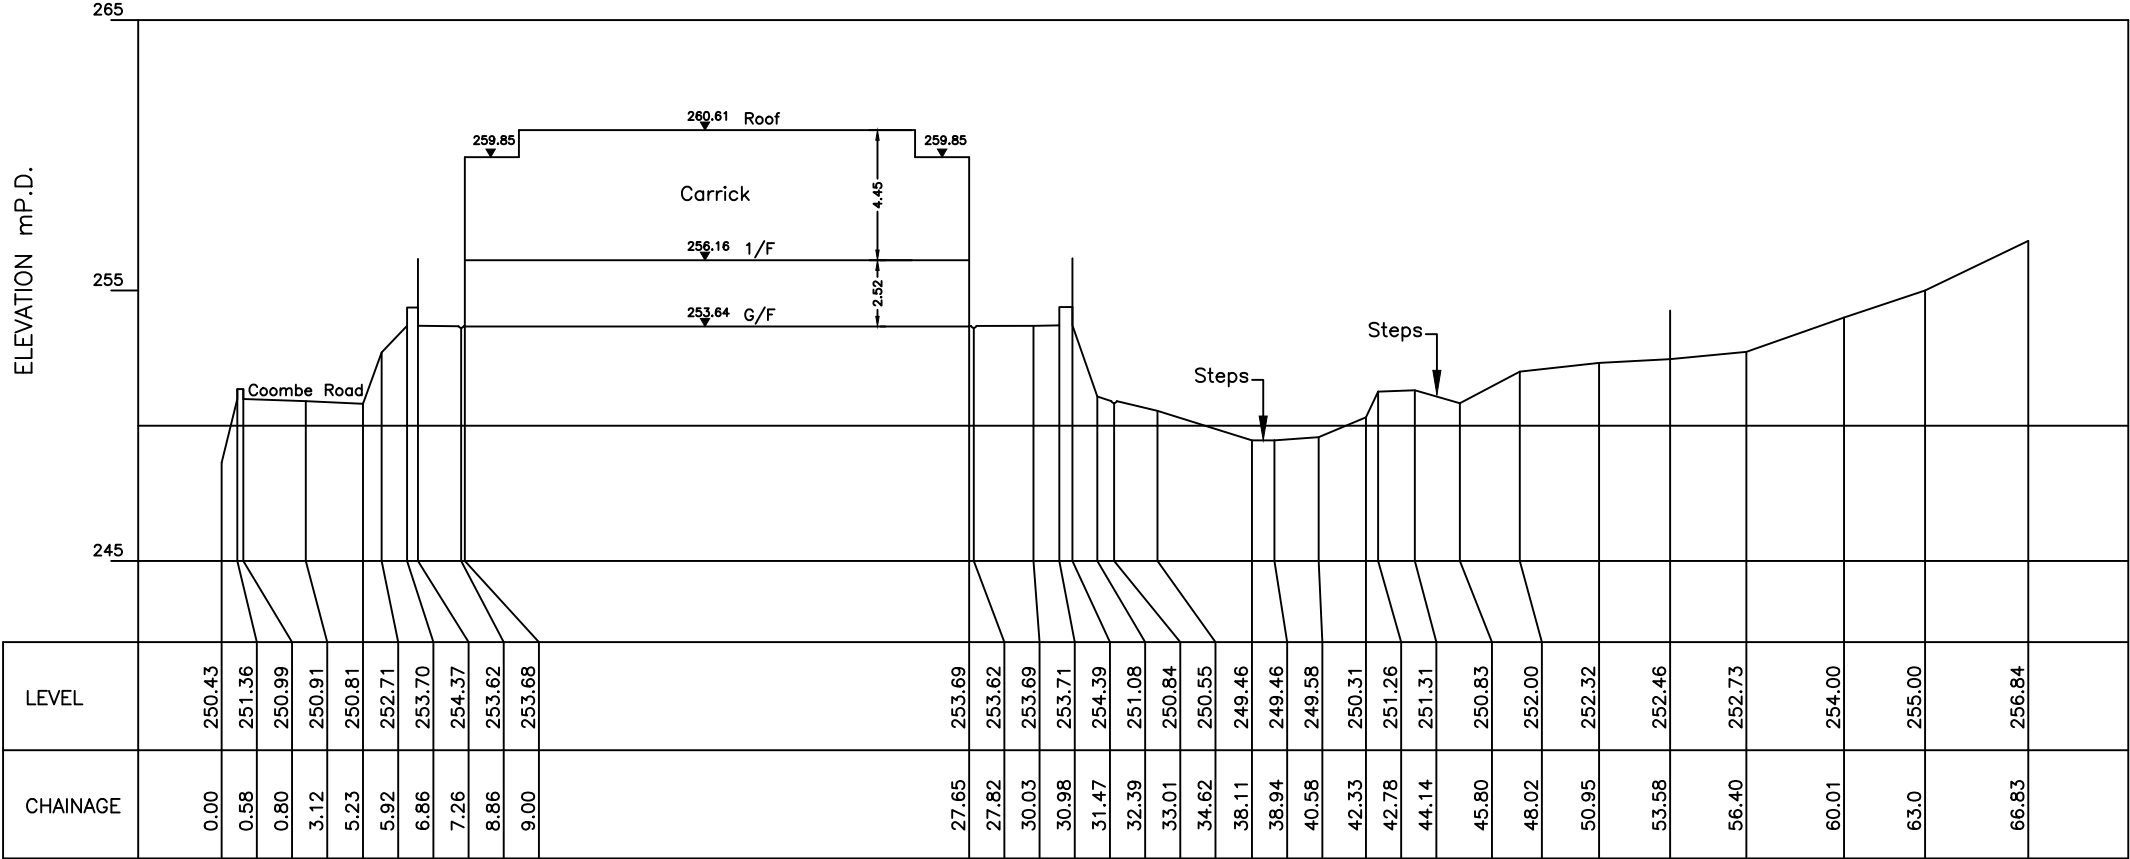 265
260.61 Roof
259.85
259.85
4.45
Carrick
256.16 1/F
255
2.52
253.64 G/F
ELEVATION mP.D.
Steps
Steps
Coombe Road
245
LEVEL 250.43 251.36 250.99 250.91 250.81 252.71 253.70 254.37 253.62 253.68 253.69 253.62 253.69 253.71 254.39 251.08 250.84 250.55 249.46 249.46 249.58 250.31 251.26 251.31 250.83 252.00 252.32 252.46 252.73 254.00 255.00 256.84
CHAINAGE 0.00 0.58 0.80 3.12 5.23 5.92 6.86 7.26 8.86 9.00 27.65 27.82 30.03 30.98 31.47 32.39 33.01 34.62 38.11 38.94 40.58 42.33 42.78 44.14 45.80 48.02 50.95 53.58 56.40 60.01 63.0 66.83